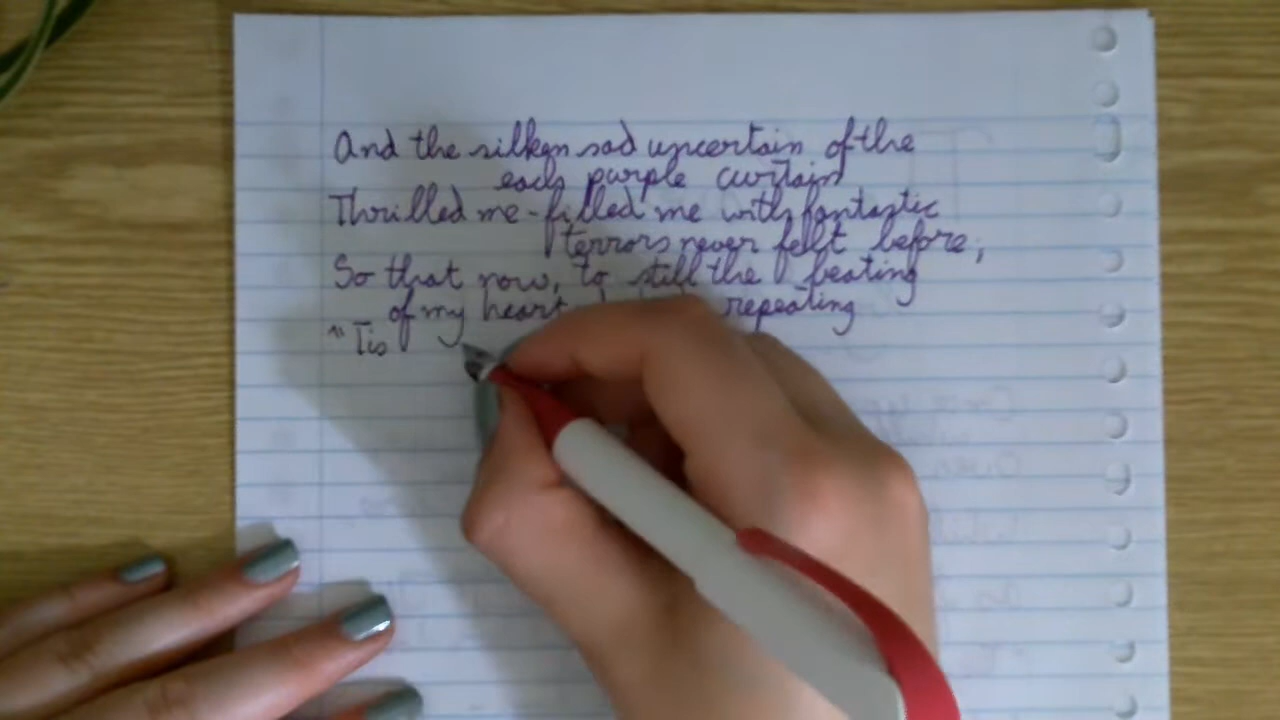 And the silken sad uncertain of the
each purple curtain
Thrilled me - filled me with fantastic
terrors never felt before;
So that now, to still the beating
of my heart repeating
"Tis